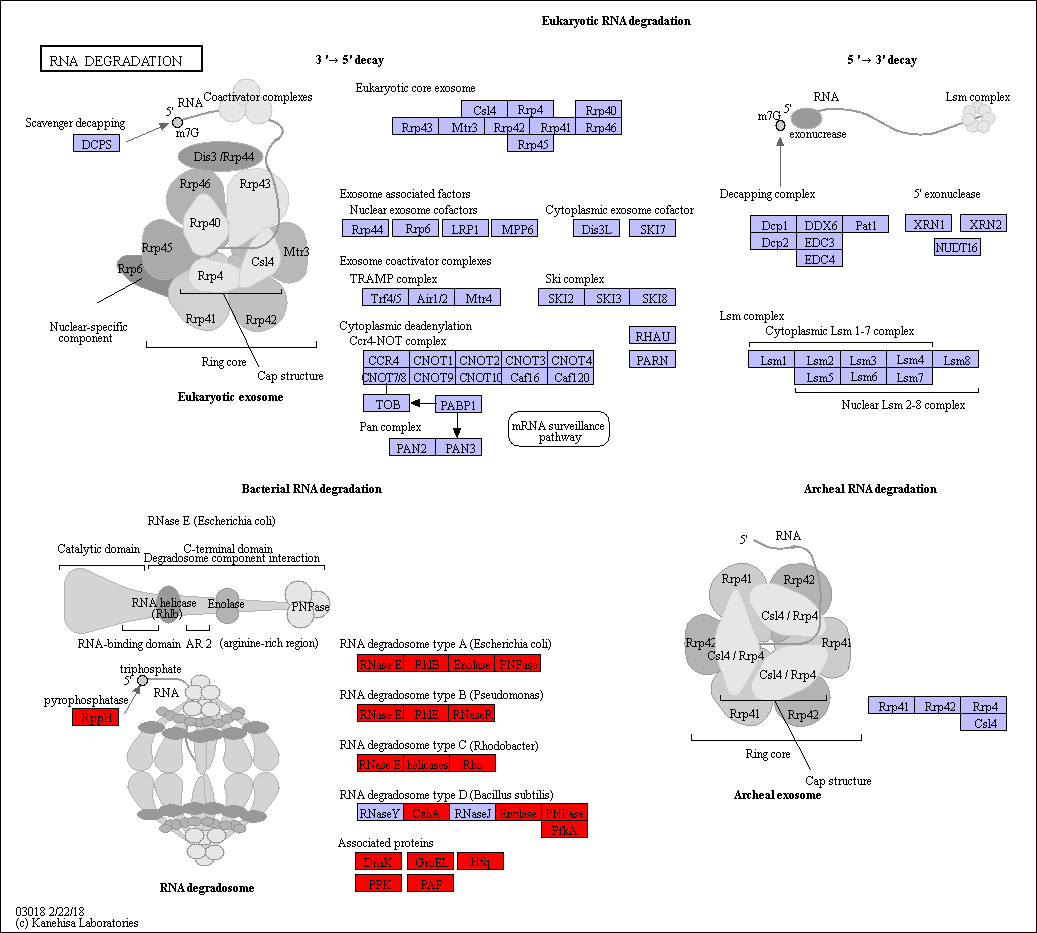 Eukaryotic RNA degradation
RNA DEGRADATION
3 '→ 5' decay
5 '→ 3' decay
Coactivator complexes
RNA
5'
m7G
Scavenger decapping
DCPS
Dis3 /Rrp44
Rrp46
Rrp43
Rrp40
Rrp45
Csl4
Mtr3
Rrp6
Rrp4
Rrp41
Rrp42
Nuclear-specific
component
Ring core
Cap structure
Eukaryotic exosome
Eukaryotic core exosome
Csl4 Rrp4 Rrp40
Rrp43 Mtr3 Rrp42 Rrp41 Rrp46
Rrp45
Exosome associated factors
Nuclear exosome cofactors
Rrp44 Rrp6 LRP1 MPP6
Cytoplasmic exosome cofactor
Dis3L SKI7
Exosome coactivator complexes
TRAMP complex
Trf4/5 Air1/2 Mtr4
Ski complex
SKI2 SKI3 SKI8
Cytoplasmic deadenylation
Ccr4-NOT complex
CCR4 CNOT1 CNOT2 CNOT3 CNOT4
CNOT7/8 CNOT9 CNOT10 Caf16 Caf120
RHAU
PARN
TOB
PABP1
Pan complex
PAN2 PAN3
mRNA surveillance
pathway
5'
RNA
Lsm complex
m7G
exonucrease
Decapping complex
Dcp1 DDX6 Pat1
Dcp2 EDC3
EDC4
5' exonuclease
XRN1 XRN2
NUDT16
Lsm complex
Cytoplasmic Lsm 1-7 complex
Lsm1 Lsm2 Lsm3 Lsm4 Lsm8
Lsm5 Lsm6 Lsm7
Nuclear Lsm 2-8 complex
Bacterial RNA degradation
RNase E (Escherichia coli)
Catalytic domain
C-terminal domain
Degradosome component interaction
RNA helicase
(Rhlb)
Enolase
PNPase
RNA-binding domain
AR 2
(arginine-rich region)
triphosphate
5'
RNA
pyrophosphatase
RppH
RNA degradosome
RNA degradosome type A (Escherichia coli)
RNase E RhlB Enolase PNPase
RNA degradosome type B (Pseudomonas)
RNase E RhlE RNaseR
RNA degradosome type C (Rhodobacter)
RNase E helicases Rho
RNA degradosome type D (Bacillus subtilis)
RNaseY CshA RNaseJ Enolase PNPase
PfkA
Associated proteins
DnaK GroEL Hfq
PPK PAP
Archeal RNA degradation
5'
RNA
Rrp41
Rrp42
Csl4 / Rrp4
Rrp42
Rrp41
Csl4 / Rrp4
Csl4 / Rrp4
Rrp41
Rrp42
Ring core
Cap structure
Archeal exosome
Rrp41 Rrp42 Rrp4
Csl4
03018 2/22/18
(c) Kanehisa Laboratories